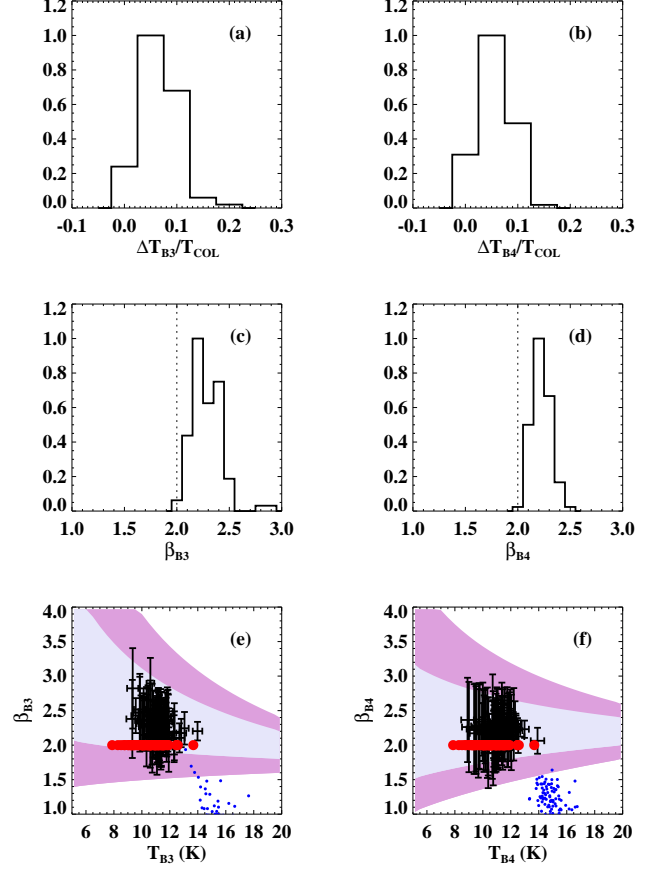 1.2 (a) 1.2 (b)
1.0 1.0
0.8 0.8
0.6 0.6
0.4 0.4
0.2 0.2
0.0 0.0
-0.1 0.0 0.1 0.2 0.3 -0.1 0.0 0.1 0.2 0.3
ΔT_B3/T_COL ΔT_B4/T_COL
1.2 (c) 1.2 (d)
1.0 1.0
0.8 0.8
0.6 0.6
0.4 0.4
0.2 0.2
0.0 0.0
1.0 1.5 2.0 2.5 3.0 1.0 1.5 2.0 2.5 3.0
β_B3 β_B4
4.0 (e) 4.0 (f)
3.5 3.5
3.0 3.0
β_B3 2.5 β_B4 2.5
2.0 2.0
1.5 1.5
1.0 1.0
6 8 10 12 14 16 18 20 6 8 10 12 14 16 18 20
T_B3 (K) T_B4 (K)